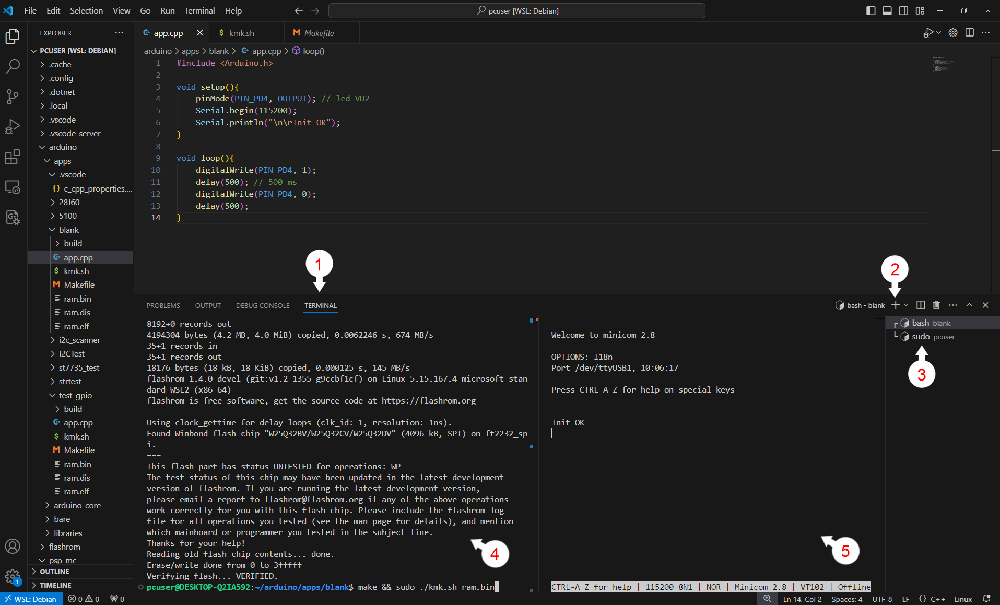 File Edit Selection View Go Run Terminal Help
pcuser [WSL: Debian]
EXPLORER ...
PCUSER [WSL: DEBIAN]
.cache
.config
.dotnet
.local
.vscode
.vscode-server
arduino
apps
.vscode
{} c_cpp_properties....
28J60
5100
blank
build
app.cpp
$ kmk.sh
M Makefile
ram.bin
ram.dis
ram.elf
i2c_scanner
I2CTest
st7735_test
strtest
test_gpio
build
app.cpp
$ kmk.sh
M Makefile
ram.bin
ram.dis
ram.elf
arduino_core
bare
libraries
flashrom
psp_mc
OUTLINE
TIMELINE
1
app.cpp
$ kmk.sh
M Makefile
arduino > apps > blank > app.cpp > loop()
1 #include <Arduino.h>
2
3 void setup(){
4 pinMode(PIN_PD4, OUTPUT); // led VD2
5 Serial.begin(115200);
6 Serial.println("\n\rInit OK");
7 }
8
9 void loop(){
10 digitalWrite(PIN_PD4, 1);
11 delay(500); // 500 ms
12 digitalWrite(PIN_PD4, 0);
13 delay(500);
14 }
1
2
PROBLEMS OUTPUT DEBUG CONSOLE TERMINAL
bash - blank
8192+0 records out
4194304 bytes (4.2 MB, 4.0 MiB) copied, 0.0062246 s, 674 MB/s
35+1 records in
35+1 records out
18176 bytes (18 kB, 18 KiB) copied, 0.000125 s, 145 MB/s
flashrom 1.4.0-devel (git:v1.2-1355-g9ccbf1cf) on Linux 5.15.167.4-microsoft-stan
dard-WSL2 (x86_64)
flashrom is free software, get the source code at https://flashrom.org
Using clock_gettime for delay loops (clk_id: 1, resolution: 1ns).
Found Winbond flash chip "W25Q32BV/W25Q32CV/W25Q32DV" (4096 kB, SPI) on ft2232_sp
i.
===
This flash part has status UNTESTED for operations: WP
The test status of this chip may have been updated in the latest development
version of flashrom. If you are running the latest development version,
please email a report to flashrom@flashrom.org if any of the above operations
work correctly for you with this flash chip. Please include the flashrom log
file for all operations you tested (see the man page for details), and mention
which mainboard or programmer you tested in the subject line.
Thanks for your help!
Reading old flash chip contents... done.
Erase/write done from 0 to 3fffff
Verifying flash... VERIFIED.
pcuser@DESKTOP-Q2IA592:~/arduino/apps/blank$ make && sudo ./kmk.sh ram.bin
4
Welcome to minicom 2.8
OPTIONS: I18n
Port /dev/ttyUSB1, 10:06:17
Press CTRL-A Z for help on special keys
Init OK
5
CTRL-A Z for help | 115200 8N1 | NOR | Minicom 2.8 | VT102 | Offline
bash blank
sudo pcuser
3
WSL: Debian 0 0 0
Ln 14, Col 2 Spaces: 4 UTF-8 LF {} C++ Linux